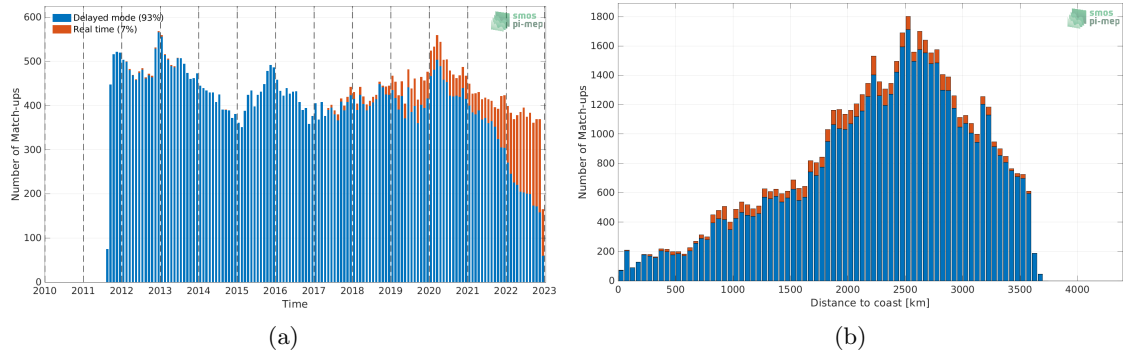 Delayed mode (93%)
Real time (7%)
smos
pi-mep
Number of Match-ups
600
500
400
300
200
100
0
2010 2011 2012 2013 2014 2015 2016 2017 2018 2019 2020 2021 2022 2023
Time
(a)
smos
pi-mep
Number of Match-ups
1800
1600
1400
1200
1000
800
600
400
200
0
0 500 1000 1500 2000 2500 3000 3500 4000
Distance to coast [km]
(b)